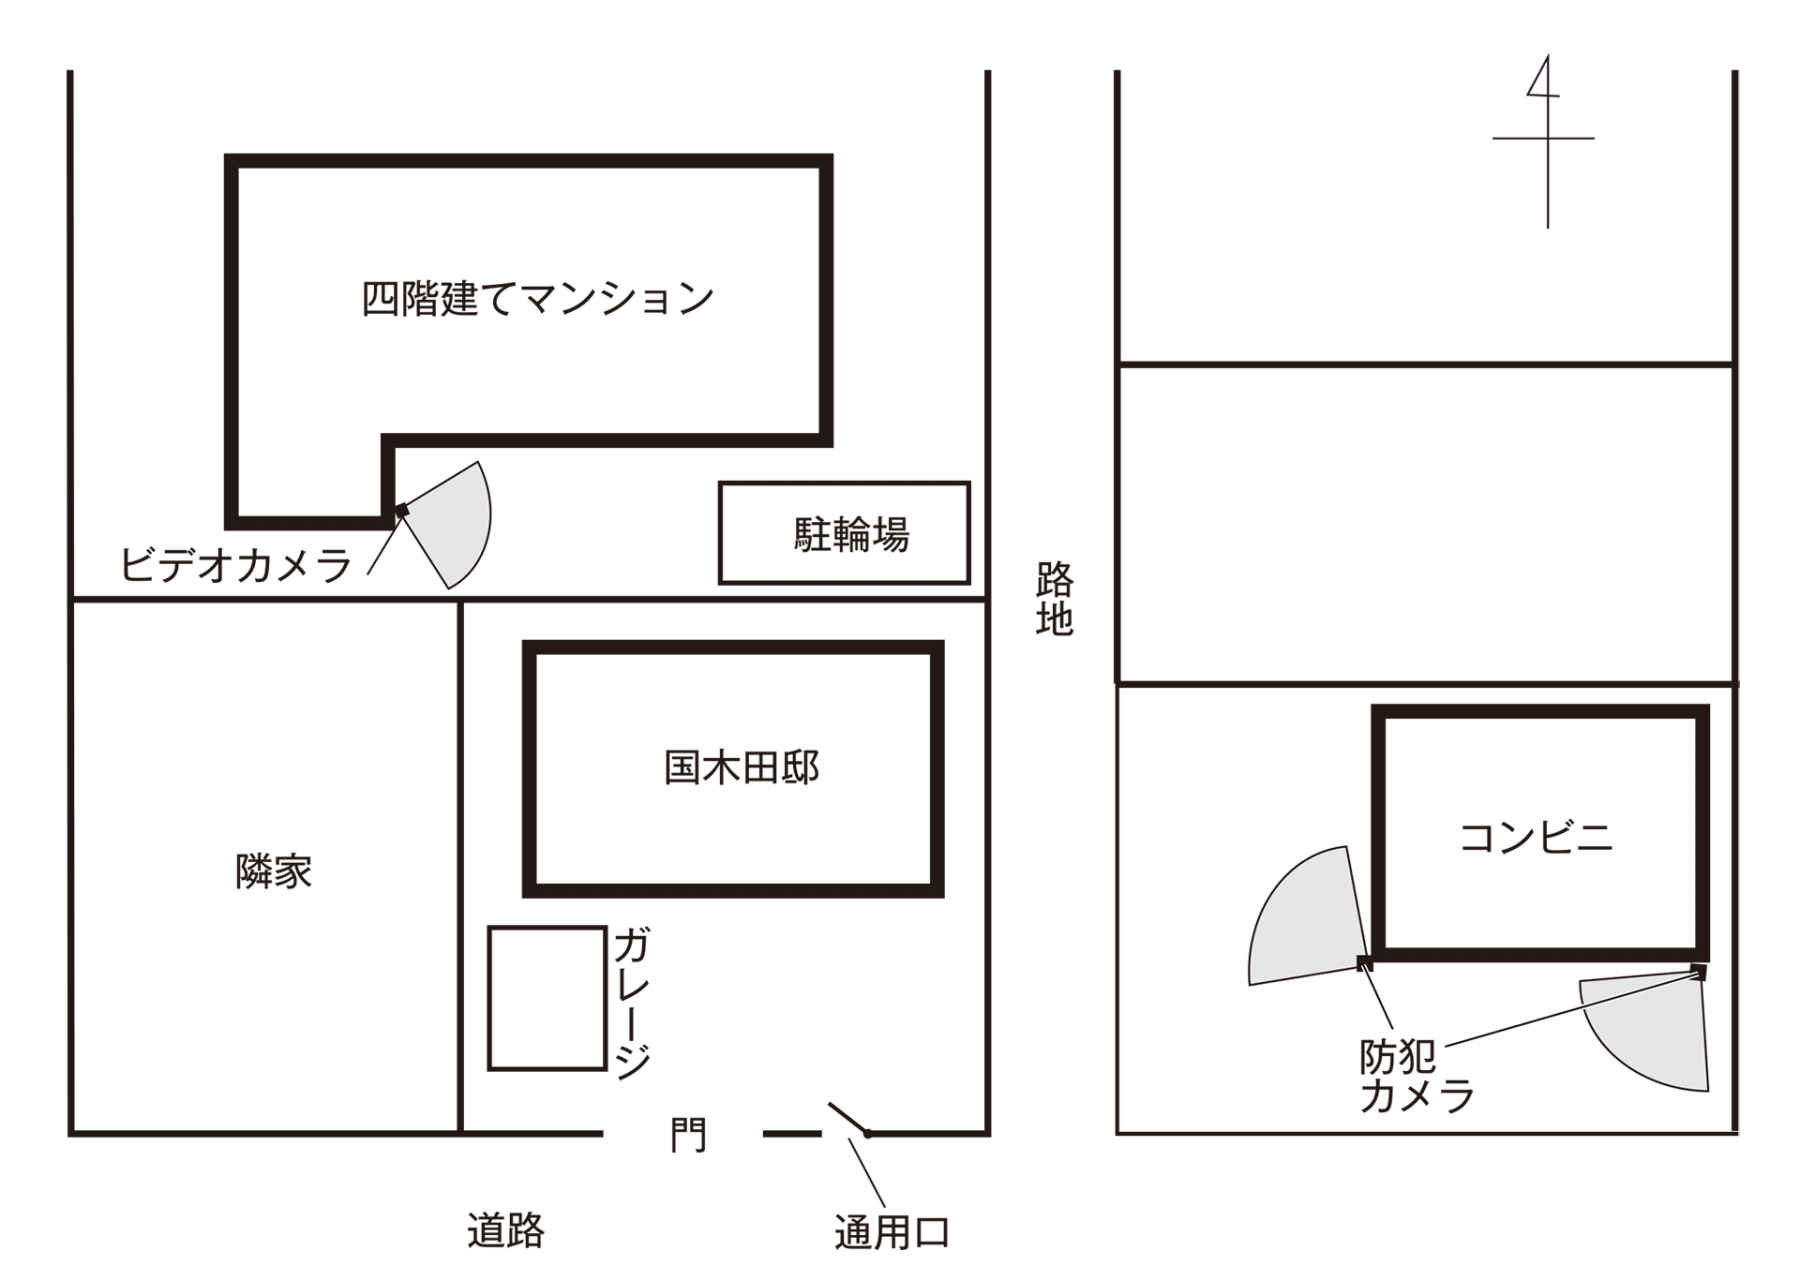 四階建てマンション
ビデオカメラ
駐輪場
路地
国木田邸
隣家
ガレージ
コンビニ
防犯
カメラ
門
通用口
道路